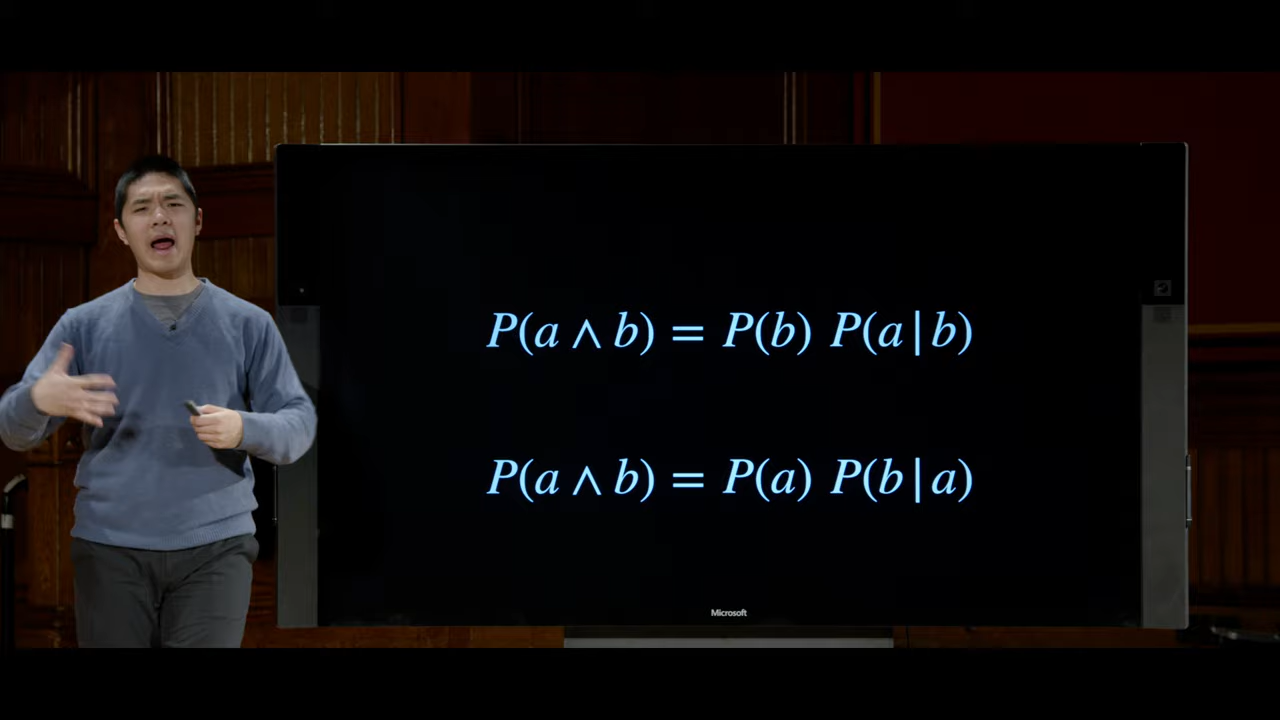 P(a ∧ b) = P(b) P(a|b)
P(a ∧ b) = P(a) P(b|a)
Microsoft